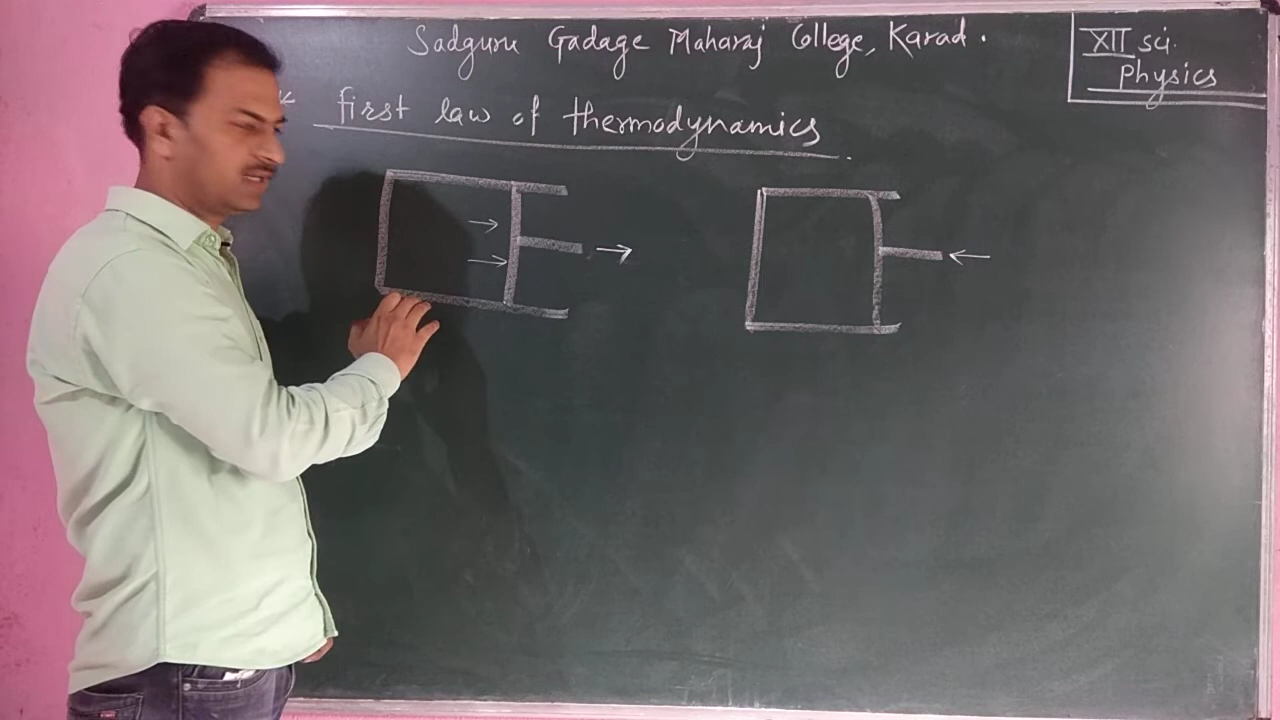 Sadguru Gadage Maharaj College, Karad.
XII sci.
Physics
first law of thermodynamics.